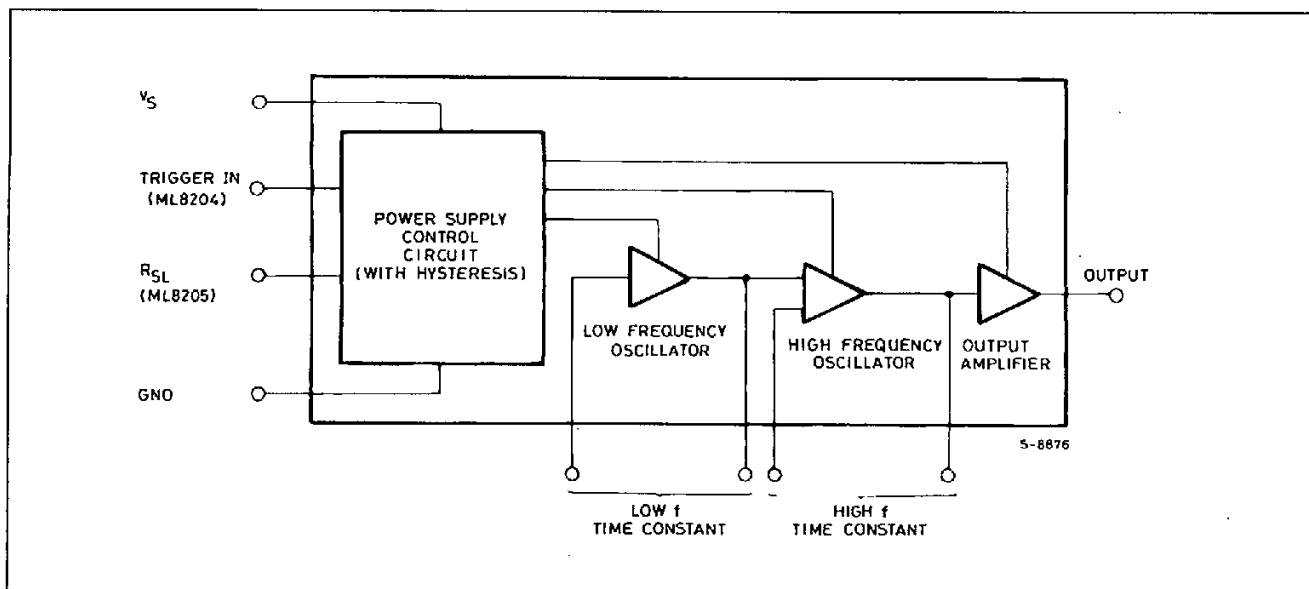 VS
TRIGGER IN
(ML8204)
RSL
(ML8205)
GNO
POWER SUPPLY
CONTROL
CIRCUIT
(WITH HYSTERESIS)
LOW FREQUENCY
OSCILLATOR
HIGH FREQUENCY
OSCILLATOR
OUTPUT
AMPLIFIER
OUTPUT
S-8876
LOW f
TIME CONSTANT
HIGH f
TIME CONSTANT